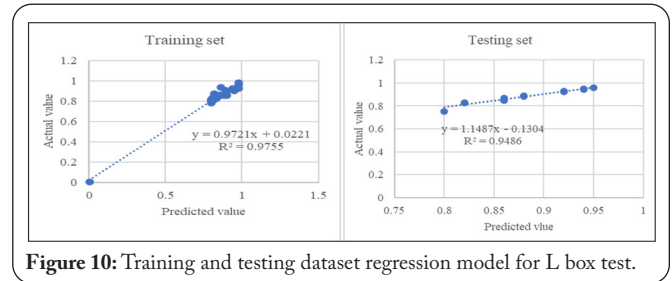 Training set
1.2
1
0.8
0.6
0.4
0.2
0
Actual value
y = 0.9721x + 0.0221
R² = 0.9755
0
0.5
1
1.5
Predicted value
Testing set
1.2
1
0.8
0.6
0.4
0.2
0
Actual value
y = 1.1487x - 0.1304
R² = 0.9486
0.75
0.8
0.85
0.9
0.95
1
Predicted vlue
Figure 10: Training and testing dataset regression model for L box test.